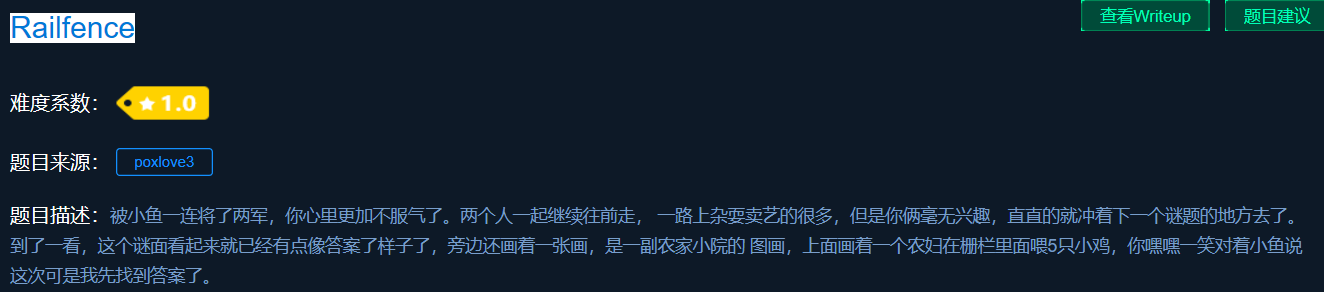 Railfence
查看Writeup
题目建议
难度系数：
1.0
题目来源：
poxlove3
题目描述：被小鱼一连将了两军，你心里更加不服气了。两个人一起继续往前走， 一路上杂耍卖艺的很多，但是你俩毫无兴趣，直直的就冲着下一个谜题的地方去了。
到了一看，这个谜面看起来就已经有点像答案了样子了，旁边还画着一张画，是一副农家小院的 图画，上面画着一个农妇在栅栏里面喂5只小鸡，你嘿嘿一笑对着小鱼说
这次可是我先找到答案了。